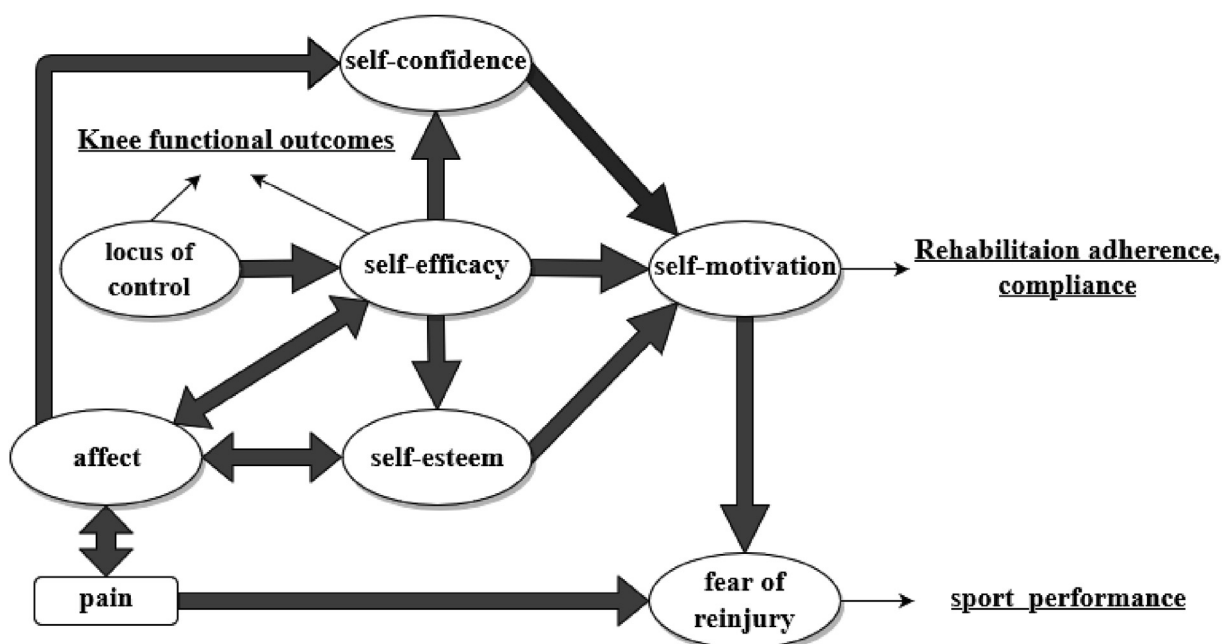 self-confidence
Knee functional outcomes
locus of
control
self-efficacy
self-motivation
Rehabilitaion adherence,
compliance
affect
self-esteem
pain
fear of
reinjury
sport performance